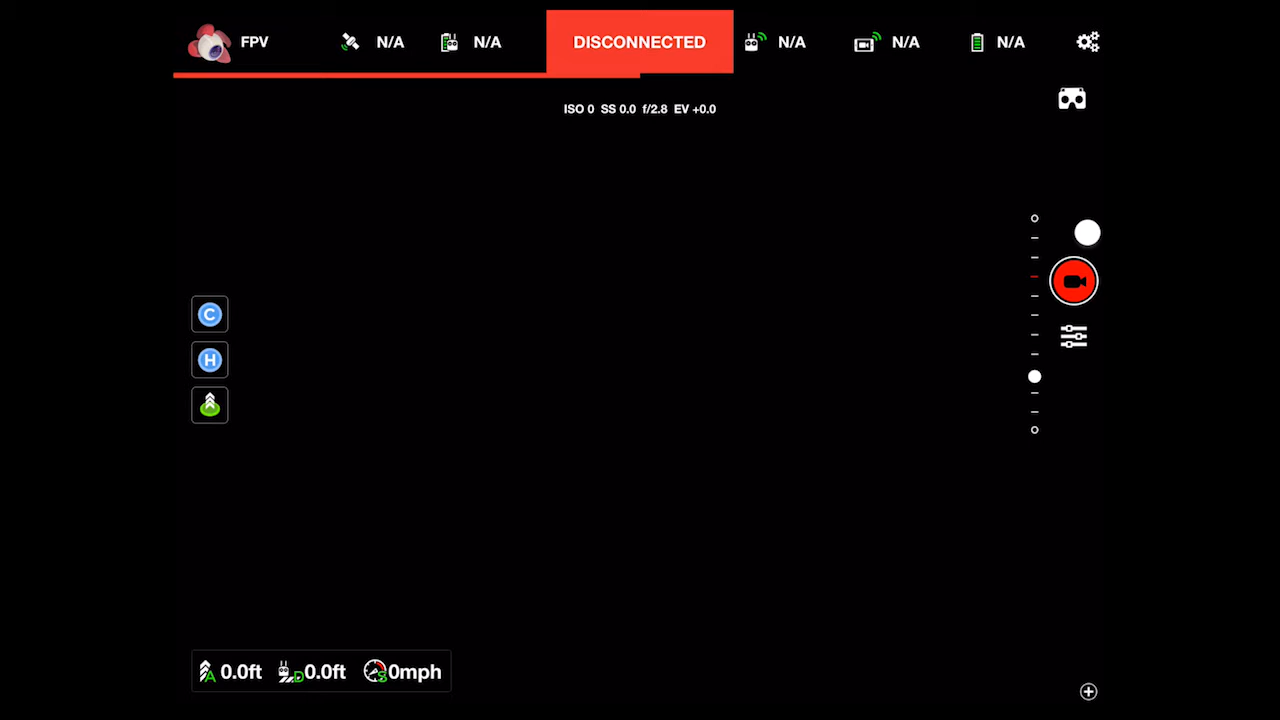 FPV N/A N/A DISCONNECTED N/A N/A N/A
ISO 0 SS 0.0 f/2.8 EV +0.0
C
H
A 0.0ft D 0.0ft S 0mph